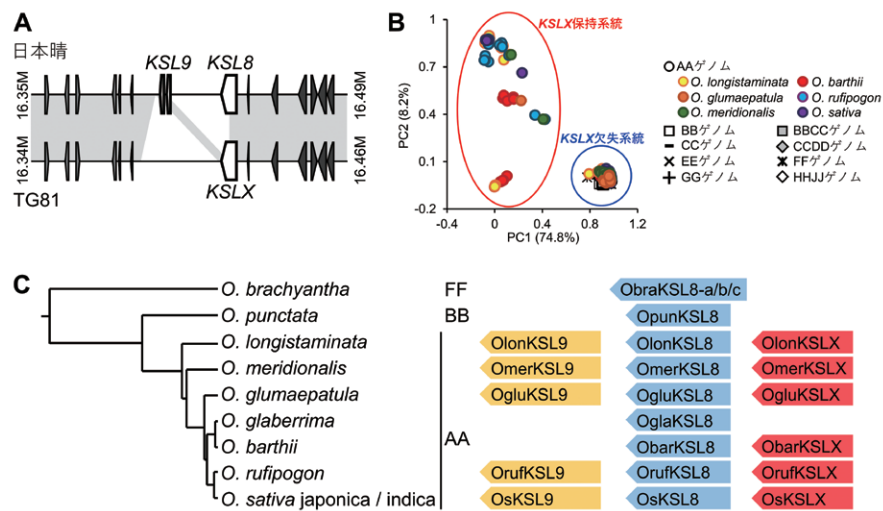 A
日本晴
KSL9
KSL8
16.35M
16.49M
16.34M
16.46M
KSLX
TG81
B
KSLX保持系統
KSLX欠失系統
PC2 (8.2%)
1
0.7
0.4
0.1
-0.2
-0.4
0
0.4
0.8
1.2
PC1 (74.8%)
AAゲノム
O. longistaminata
O. barthii
O. glumaepatula
O. rufipogon
O. meridionalis
O. sativa
BBゲノム
BBCCゲノム
CCゲノム
CCDDゲノム
EEゲノム
FFゲノム
GGゲノム
HHJJゲノム
C
O. brachyantha
FF
ObraKSL8-a/b/c
O. punctata
BB
OpunKSL8
O. longistaminata
OlonKSL9
OlonKSL8
OlonKSLX
O. meridionalis
OmerKSL9
OmerKSL8
OmerKSLX
O. glumaepatula
OgluKSL9
OgluKSL8
OgluKSLX
O. glaberrima
OglaKSL8
AA
O. barthii
ObarKSL8
ObarKSLX
O. rufipogon
OrufKSL9
OrufKSL8
OrufKSLX
O. sativa japonica / indica
OsKSL9
OsKSL8
OsKSLX